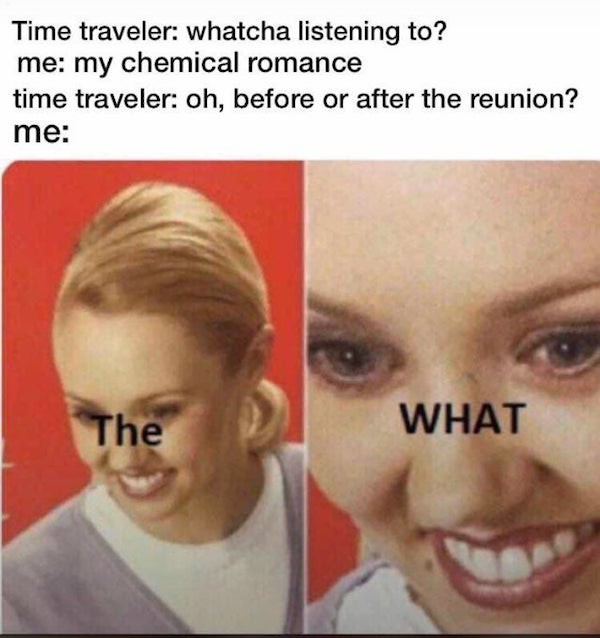 Time traveler: whatcha listening to?
me: my chemical romance
time traveler: oh, before or after the reunion?
me:
The
WHAT